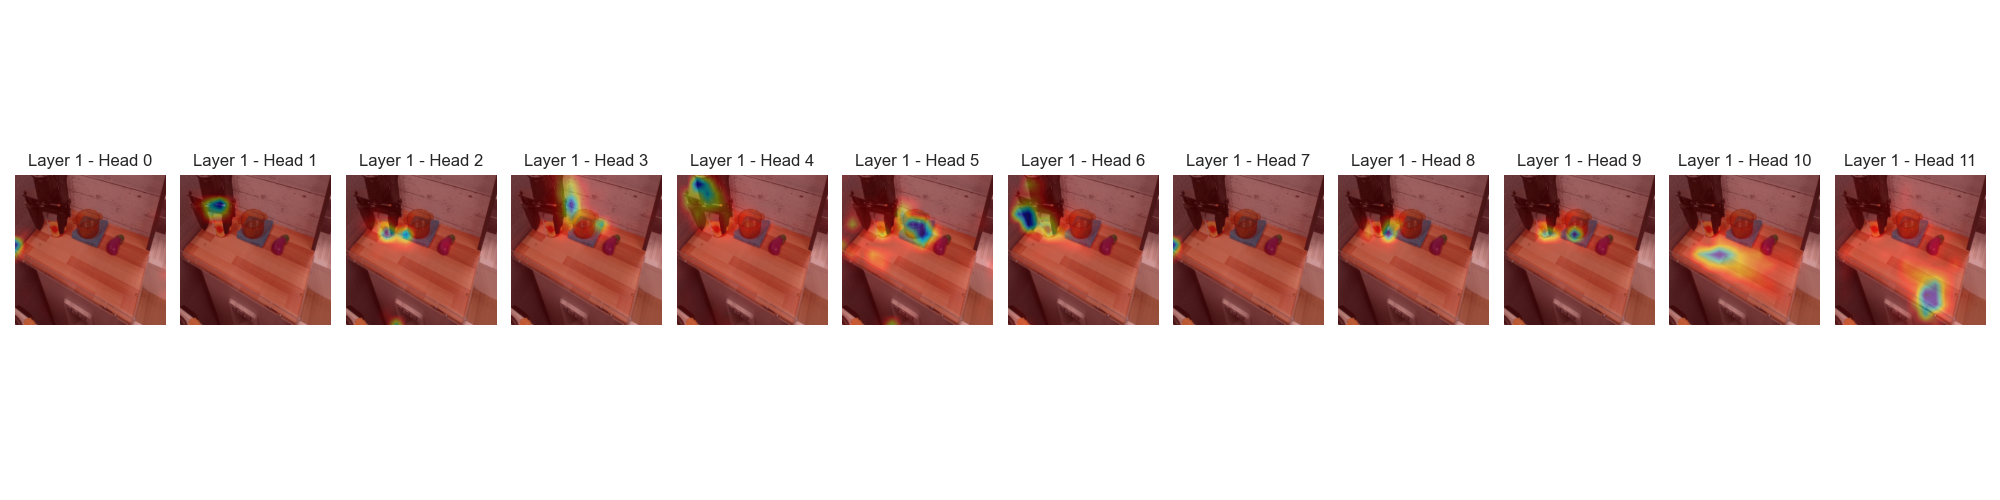 Layer 1 - Head 0
Layer 1 - Head 1
Layer 1 - Head 2
Layer 1 - Head 3
Layer 1 - Head 4
Layer 1 - Head 5
Layer 1 - Head 6
Layer 1 - Head 7
Layer 1 - Head 8
Layer 1 - Head 9
Layer 1 - Head 10
Layer 1 - Head 11